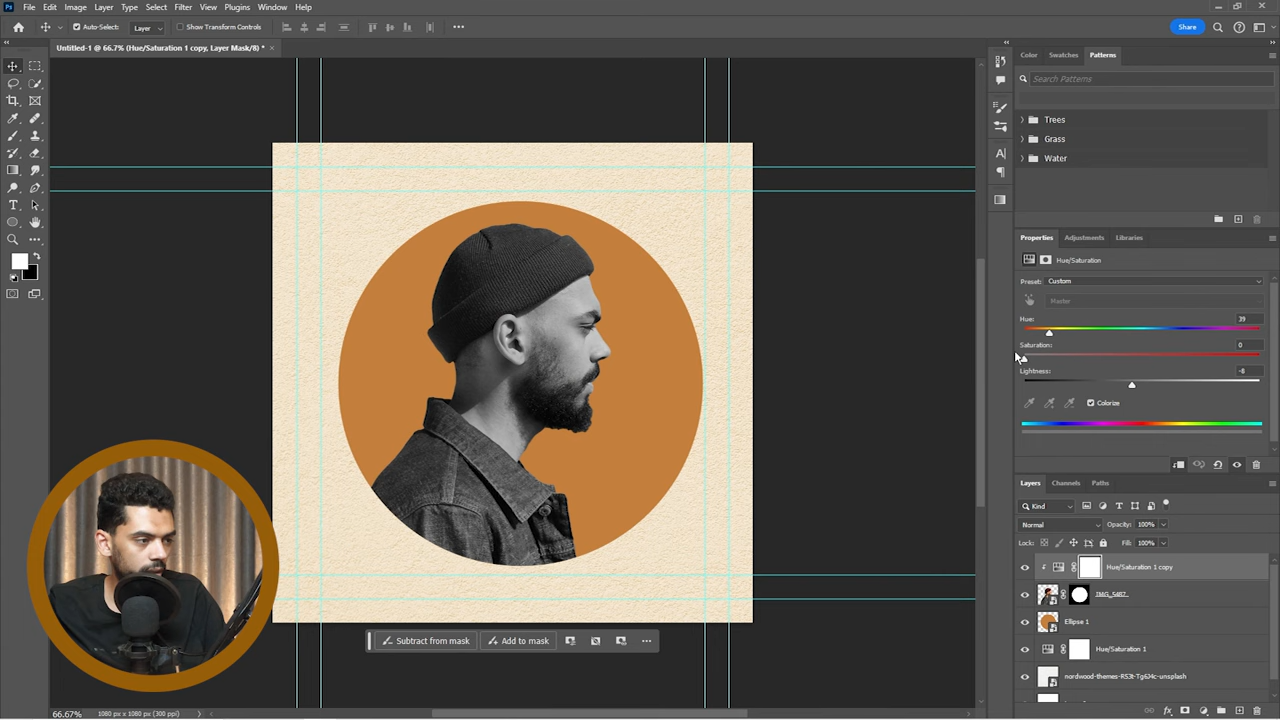 Ps File Edit Image Layer Type Select Filter View Plugins Window Help
Auto-Select: Layer Show Transform Controls Share
Untitled-1 @ 66.7% (Hue/Saturation 1 copy, Layer Mask/8) *
Color Swatches Patterns
Search Patterns
Trees
Grass
Water
Properties Adjustments Libraries
Hue/Saturation
Preset: Custom
Master
Hue: 39
Saturation: 0
Lightness: -8
Colorize
Layers Channels Paths
Kind
Normal Opacity: 100%
Lock: Fill: 100%
Hue/Saturation 1 copy
Ellipse 1
Hue/Saturation 1
Subtract from mask Add to mask
66.67% 1080 px x 1080 px (300 ppi)